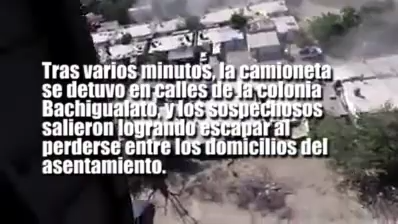 Tras varios minutos, la camioneta
se detuvo en calles de la colonia
Bachigualato, y los sospechosos
salieron logrando escapar al
perderse entre los domicilios del
asentamiento.